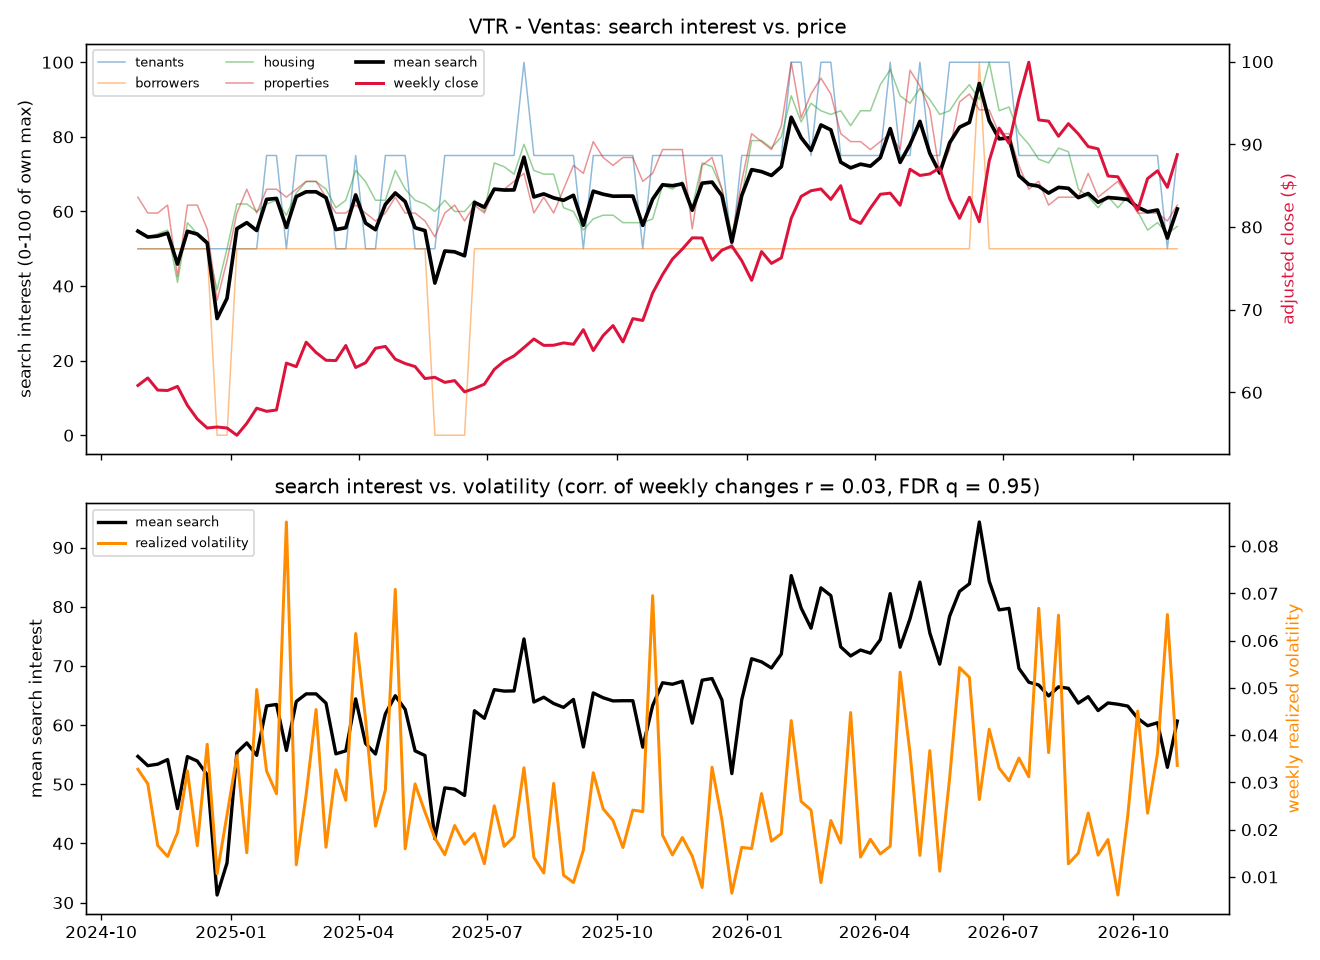 VTR - Ventas: search interest vs. price
tenants
borrowers
housing
properties
mean search
weekly close
search interest (0-100 of own max)
100
80
60
40
20
0
100
90
80
70
60
adjusted close ($)
search interest vs. volatility (corr. of weekly changes r = 0.03, FDR q = 0.95)
mean search
realized volatility
mean search interest
90
80
70
60
50
40
30
0.08
0.07
0.06
0.05
0.04
0.03
0.02
0.01
weekly realized volatility
2024-10 2025-01 2025-04 2025-07 2025-10 2026-01 2026-04 2026-07 2026-10